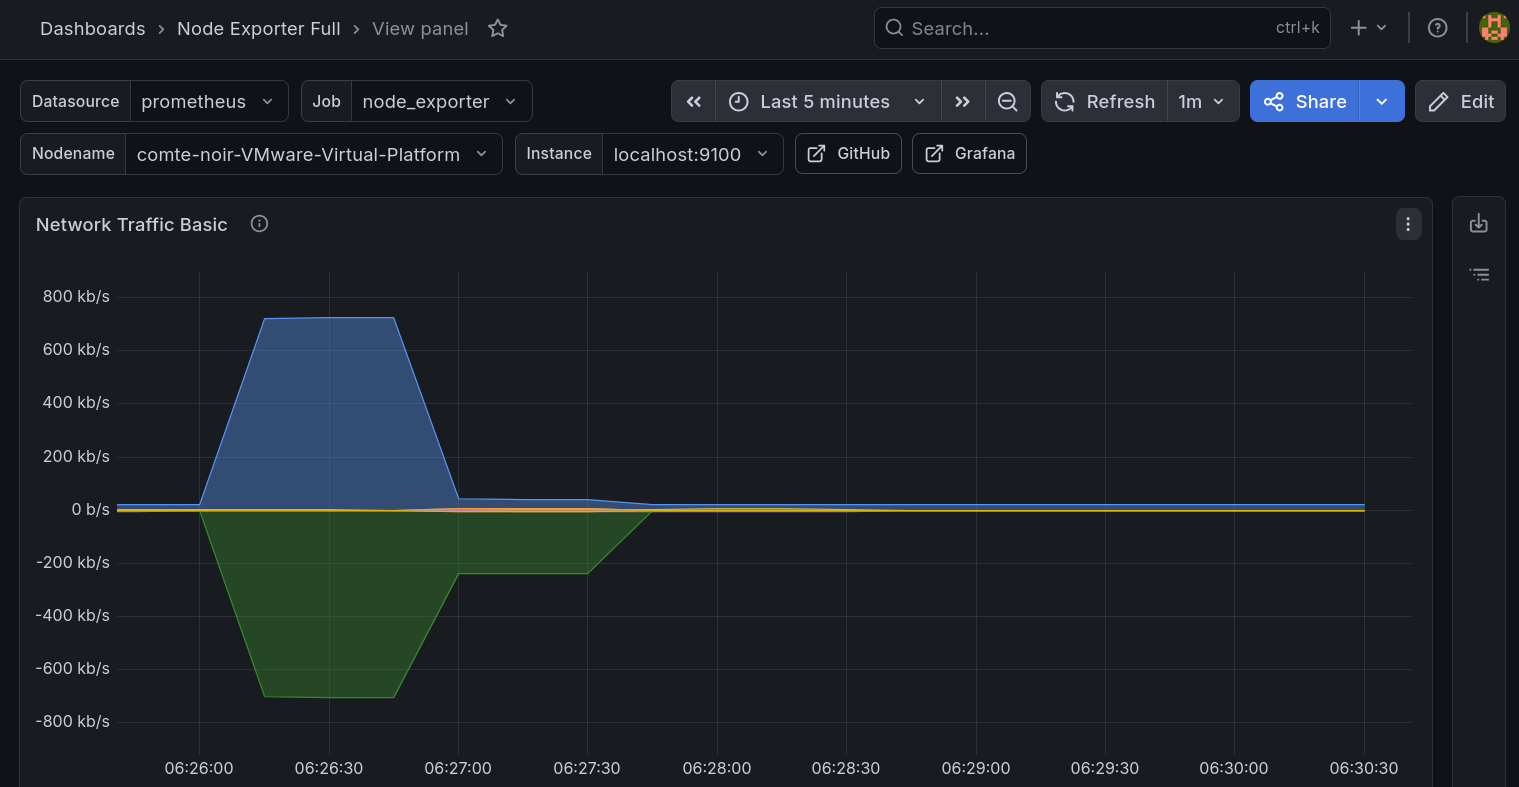 Dashboards › Node Exporter Full › View panel
Search... ctrl+k
Datasource prometheus Job node_exporter Last 5 minutes Refresh 1m Share Edit
Nodename comte-noir-VMware-Virtual-Platform Instance localhost:9100 GitHub Grafana
Network Traffic Basic
800 kb/s
600 kb/s
400 kb/s
200 kb/s
0 b/s
-200 kb/s
-400 kb/s
-600 kb/s
-800 kb/s
06:26:00 06:26:30 06:27:00 06:27:30 06:28:00 06:28:30 06:29:00 06:29:30 06:30:00 06:30:30